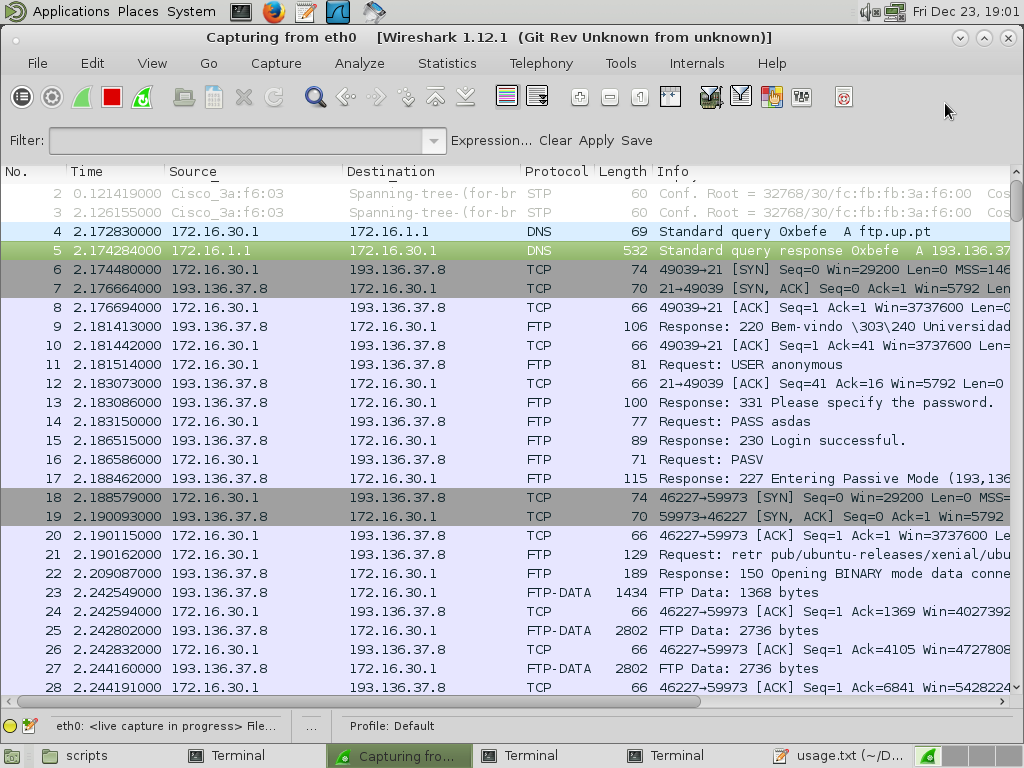 Applications Places System Fri Dec 23, 19:01
Capturing from eth0 [Wireshark 1.12.1 (Git Rev Unknown from unknown)]
File Edit View Go Capture Analyze Statistics Telephony Tools Internals Help
Filter: Expression... Clear Apply Save
No. Time Source Destination Protocol Length Info
2 0.121419000 Cisco_3a:f6:03 Spanning-tree-(for-br STP 60 Conf. Root = 32768/30/fc:fb:fb:3a:f6:00 Cos
3 2.126155000 Cisco_3a:f6:03 Spanning-tree-(for-br STP 60 Conf. Root = 32768/30/fc:fb:fb:3a:f6:00 Cos
4 2.172830000 172.16.30.1 172.16.1.1 DNS 69 Standard query 0xbefe A ftp.up.pt
5 2.174284000 172.16.1.1 172.16.30.1 DNS 532 Standard query response 0xbefe A 193.136.37
6 2.174480000 172.16.30.1 193.136.37.8 TCP 74 49039→21 [SYN] Seq=0 Win=29200 Len=0 MSS=146
7 2.176664000 193.136.37.8 172.16.30.1 TCP 70 21→49039 [SYN, ACK] Seq=0 Ack=1 Win=5792 Len=
8 2.176694000 172.16.30.1 193.136.37.8 TCP 66 49039→21 [ACK] Seq=1 Ack=1 Win=3737600 Len=0
9 2.181413000 193.136.37.8 172.16.30.1 FTP 106 Response: 220 Bem-vindo \303\240 Universidad
10 2.181442000 172.16.30.1 193.136.37.8 TCP 66 49039→21 [ACK] Seq=1 Ack=41 Win=3737600 Len=
11 2.181514000 172.16.30.1 193.136.37.8 FTP 81 Request: USER anonymous
12 2.183073000 193.136.37.8 172.16.30.1 TCP 66 21→49039 [ACK] Seq=41 Ack=16 Win=5792 Len=0
13 2.183086000 193.136.37.8 172.16.30.1 FTP 100 Response: 331 Please specify the password.
14 2.183150000 172.16.30.1 193.136.37.8 FTP 77 Request: PASS asdas
15 2.186515000 193.136.37.8 172.16.30.1 FTP 89 Response: 230 Login successful.
16 2.186586000 172.16.30.1 193.136.37.8 FTP 71 Request: PASV
17 2.188462000 193.136.37.8 172.16.30.1 FTP 115 Response: 227 Entering Passive Mode (193,136
18 2.188579000 172.16.30.1 193.136.37.8 TCP 74 46227→59973 [SYN] Seq=0 Win=29200 Len=0 MSS=
19 2.190093000 193.136.37.8 172.16.30.1 TCP 70 59973→46227 [SYN, ACK] Seq=0 Ack=1 Win=5792
20 2.190115000 172.16.30.1 193.136.37.8 TCP 66 46227→59973 [ACK] Seq=1 Ack=1 Win=3737600 Le
21 2.190162000 172.16.30.1 193.136.37.8 FTP 129 Request: retr pub/ubuntu-releases/xenial/ubu
22 2.209087000 193.136.37.8 172.16.30.1 FTP 189 Response: 150 Opening BINARY mode data conne
23 2.242549000 193.136.37.8 172.16.30.1 FTP-DATA 1434 FTP Data: 1368 bytes
24 2.242594000 172.16.30.1 193.136.37.8 TCP 66 46227→59973 [ACK] Seq=1 Ack=1369 Win=4027392
25 2.242802000 193.136.37.8 172.16.30.1 FTP-DATA 2802 FTP Data: 2736 bytes
26 2.242832000 172.16.30.1 193.136.37.8 TCP 66 46227→59973 [ACK] Seq=1 Ack=4105 Win=4727808
27 2.244160000 193.136.37.8 172.16.30.1 FTP-DATA 2802 FTP Data: 2736 bytes
28 2.244191000 172.16.30.1 193.136.37.8 TCP 66 46227→59973 [ACK] Seq=1 Ack=6841 Win=5428224
eth0: <live capture in progress> File... ... Profile: Default
scripts Terminal Capturing fro... Terminal Terminal usage.txt (~/D...